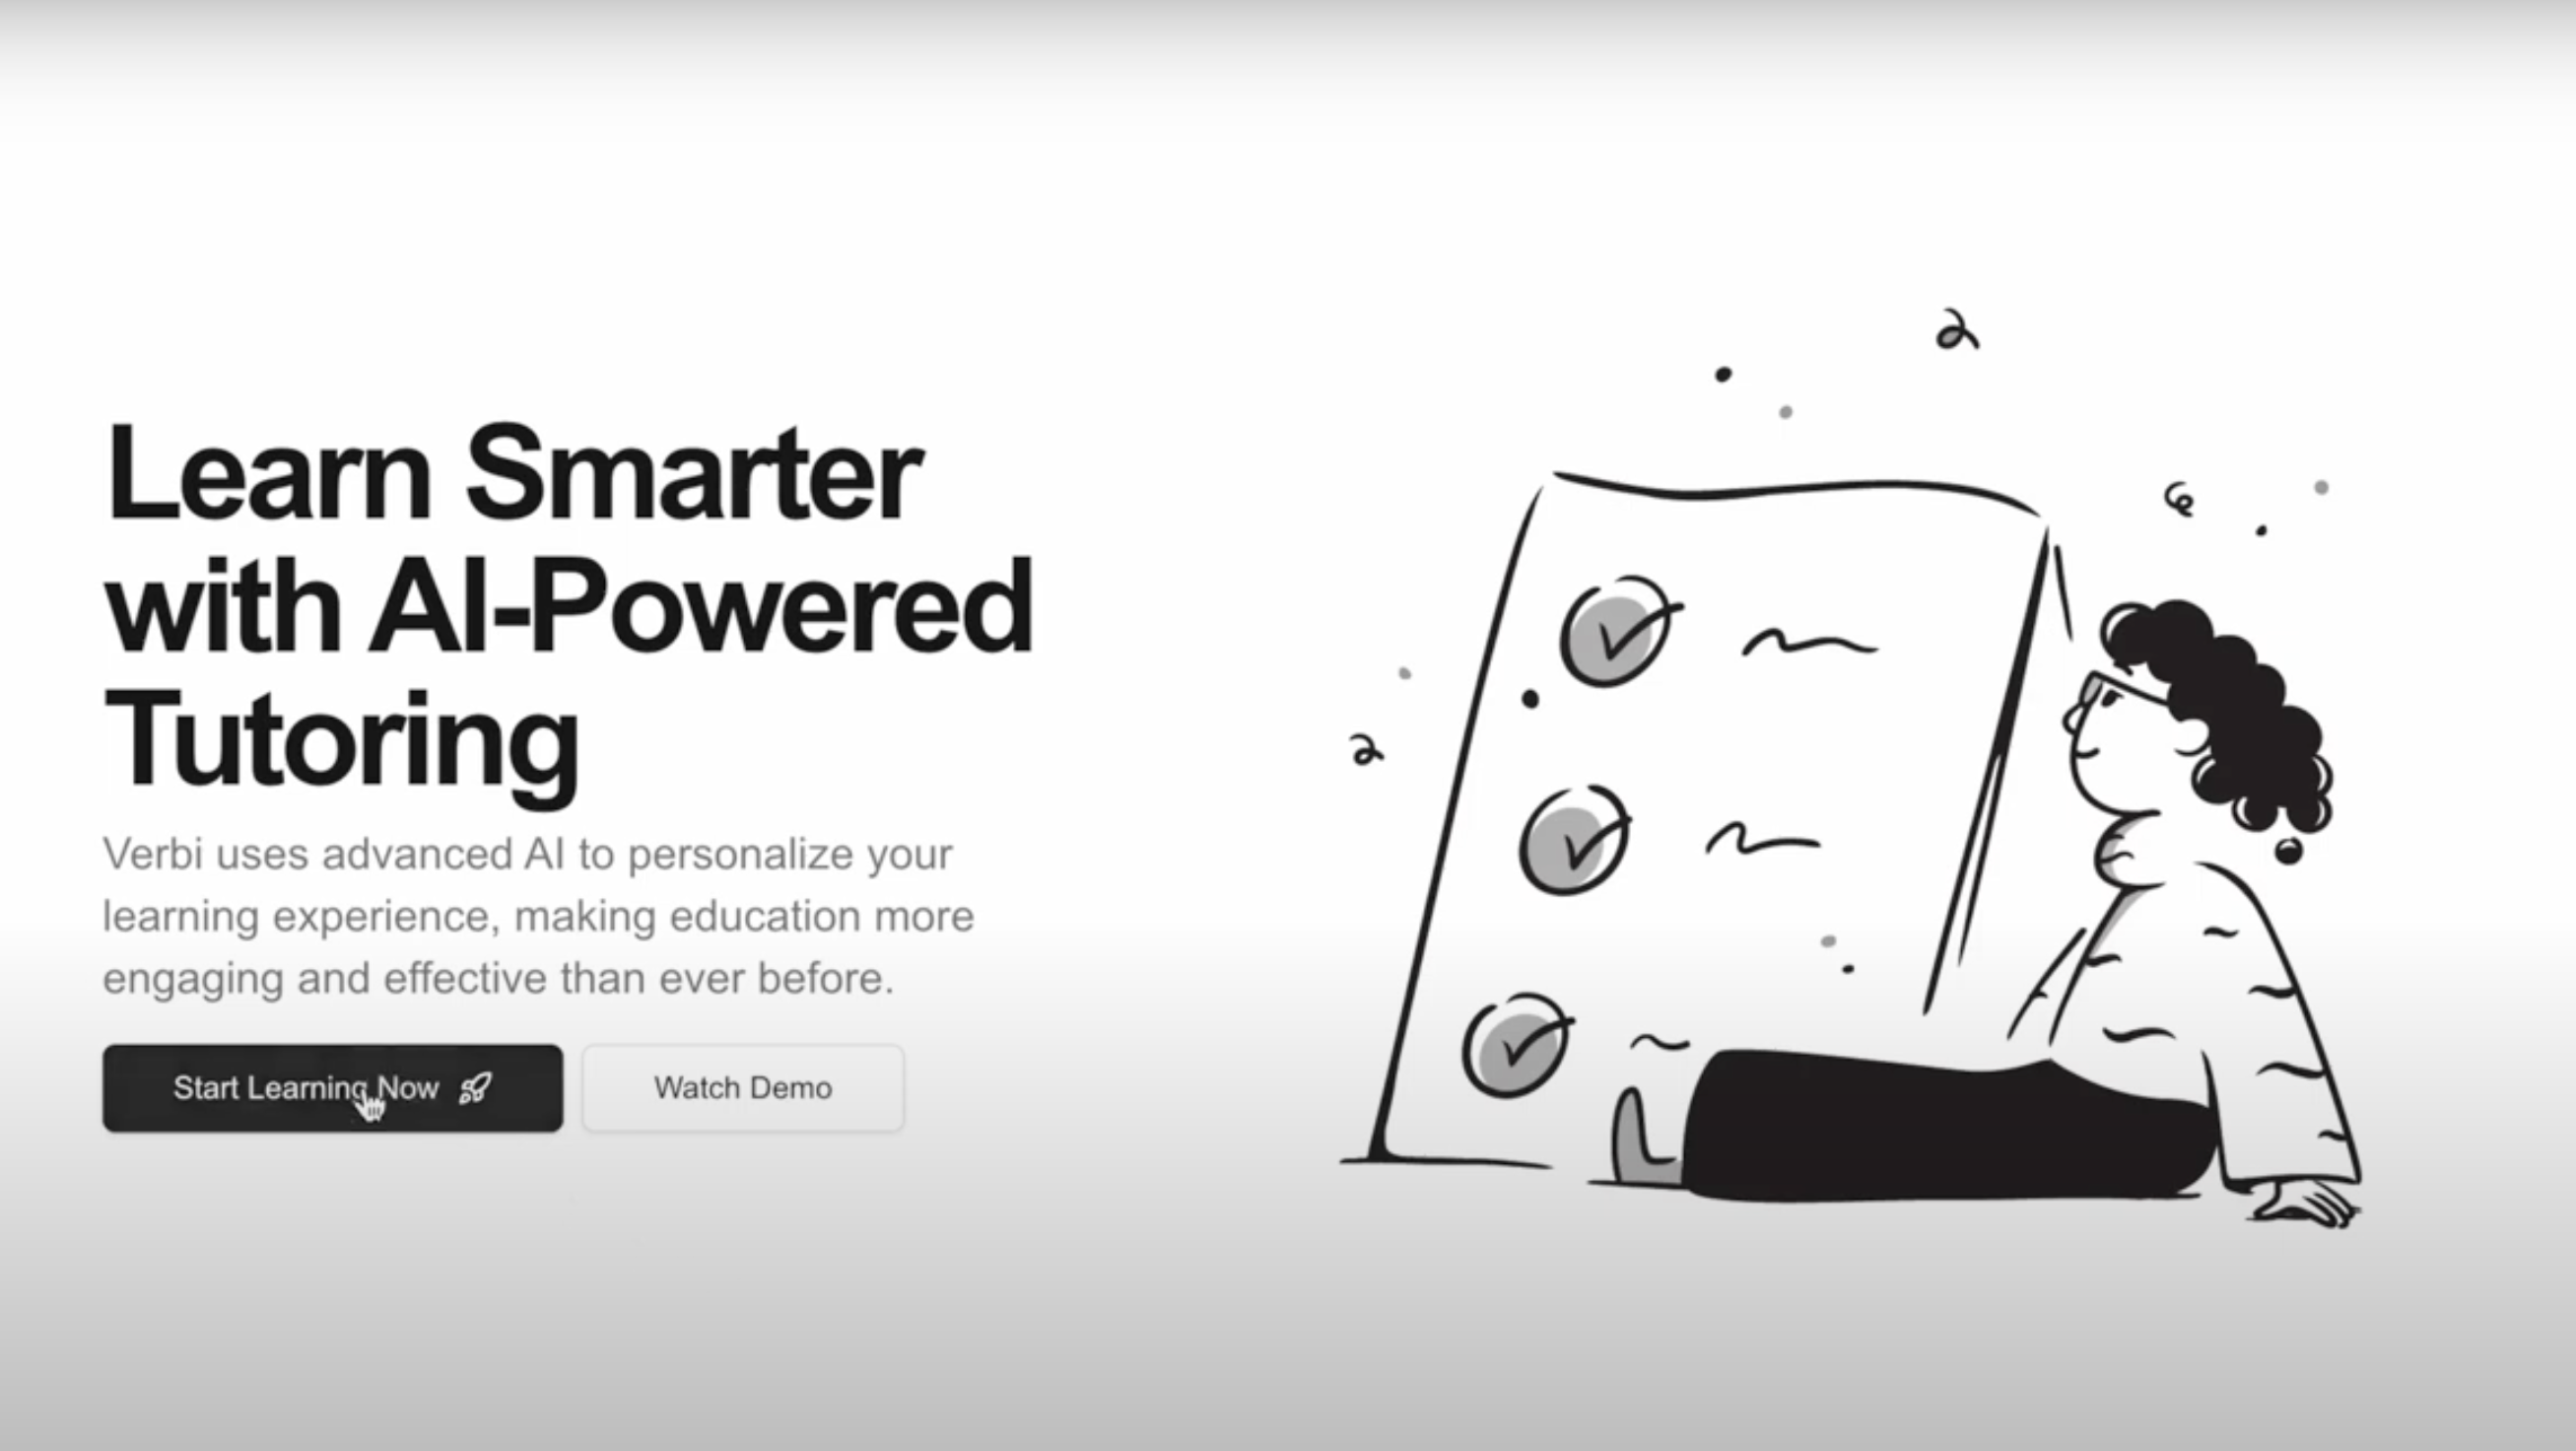 Learn Smarter
with AI-Powered
Tutoring
Verbi uses advanced AI to personalize your
learning experience, making education more
engaging and effective than ever before.
Start Learning Now
Watch Demo